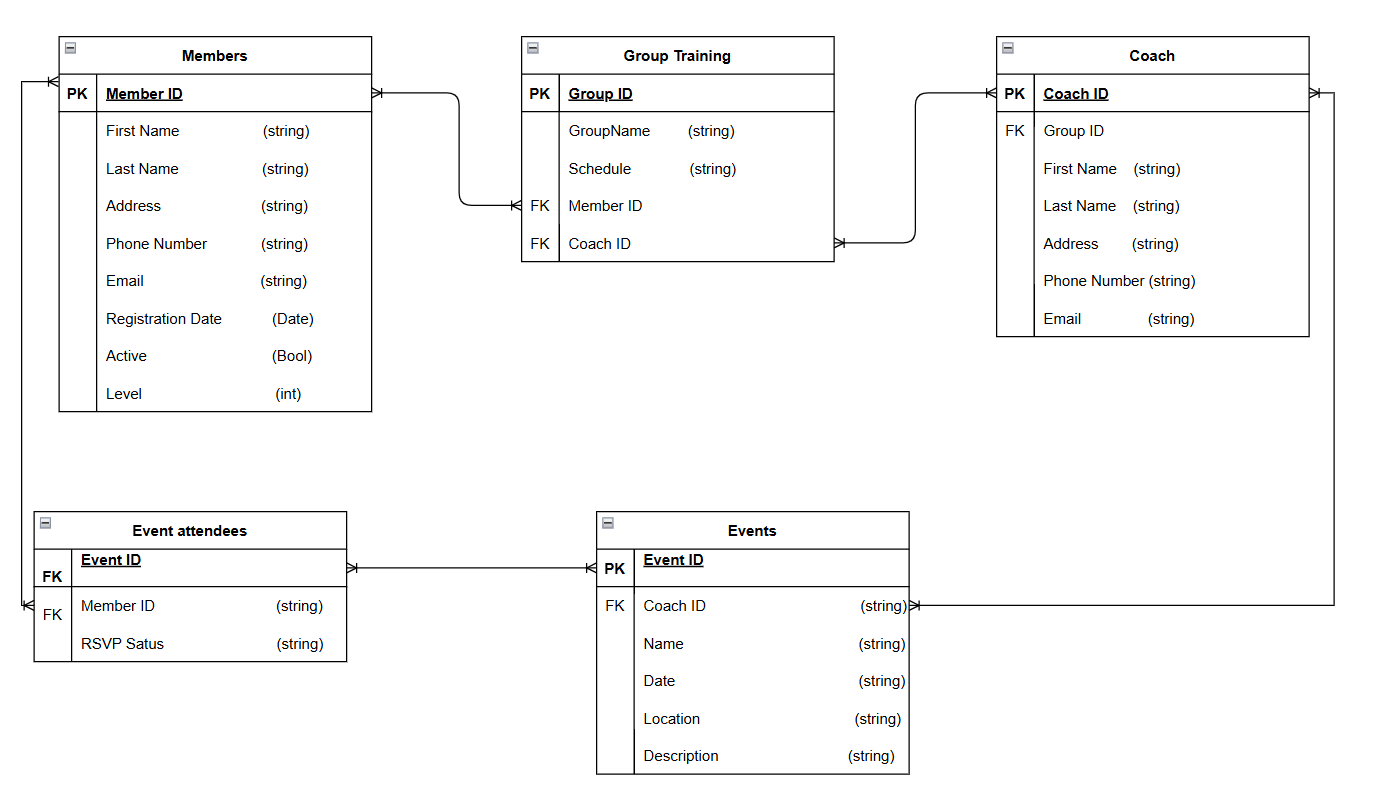 Members
PK Member ID
First Name (string)
Last Name (string)
Address (string)
Phone Number (string)
Email (string)
Registration Date (Date)
Active (Bool)
Level (int)
Group Training
PK Group ID
GroupName (string)
Schedule (string)
FK Member ID
FK Coach ID
Coach
PK Coach ID
FK Group ID
First Name (string)
Last Name (string)
Address (string)
Phone Number (string)
Email (string)
Event attendees
FK Event ID
FK Member ID (string)
RSVP Satus (string)
Events
PK Event ID
FK Coach ID (string)
Name (string)
Date (string)
Location (string)
Description (string)